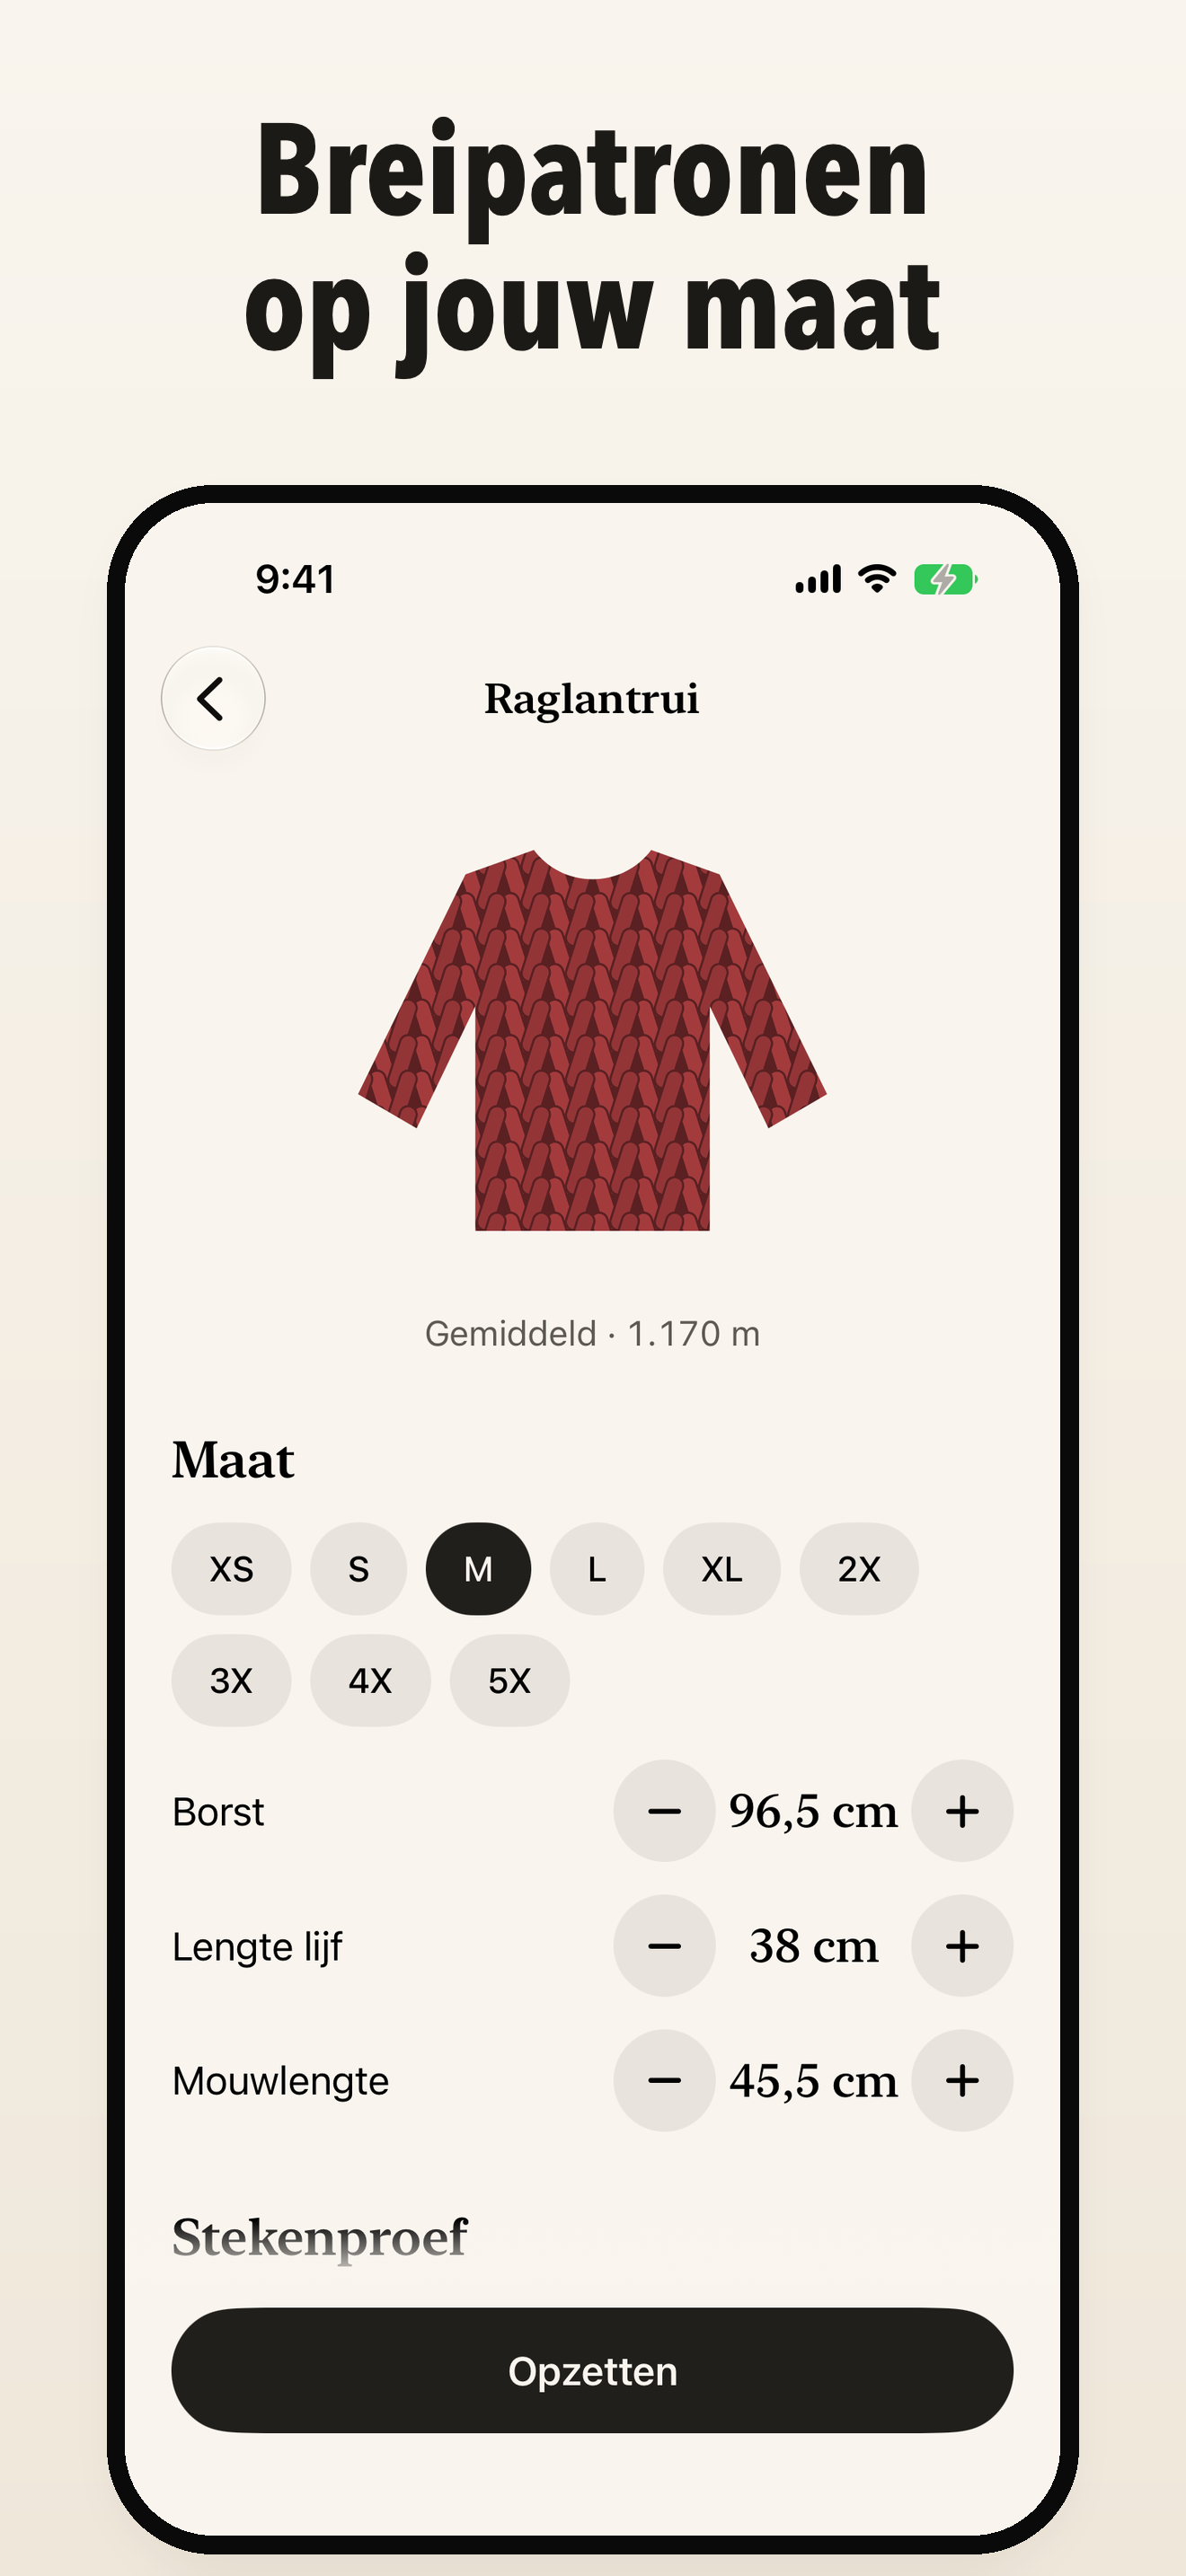 Breipatronen
op jouw maat
9:41
Raglantrui
Gemiddeld · 1.170 m
Maat
XS S M L XL 2X
3X 4X 5X
Borst − 96,5 cm +
Lengte lijf − 38 cm +
Mouwlengte − 45,5 cm +
Stekenproef
Opzetten